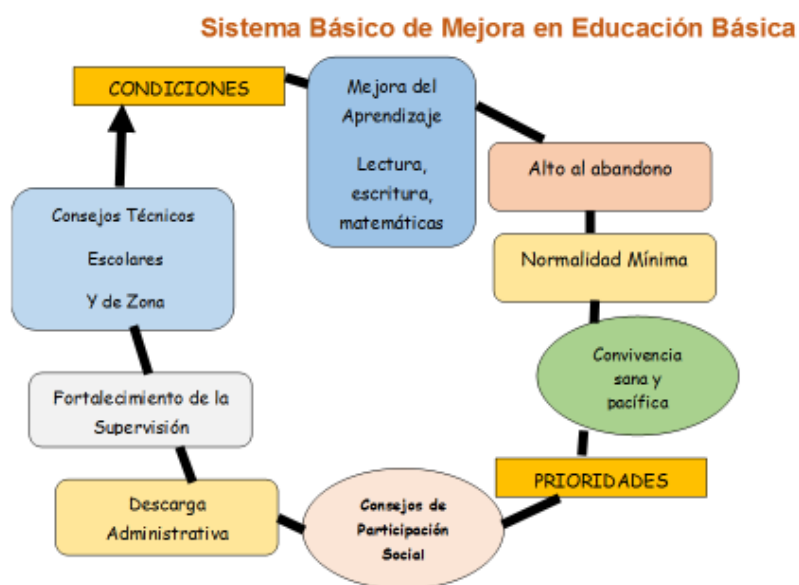 Sistema Básico de Mejora en Educación Básica
CONDICIONES
Mejora del
Aprendizaje
Lectura,
escritura,
matemáticas
Alto al abandono
Normalidad Mínima
Convivencia
sana y
pacífica
PRIORIDADES
Consejos de
Participación
Social
Descarga
Administrativa
Fortalecimiento de la
Supervisión
Consejos Técnicos
Escolares
Y de Zona